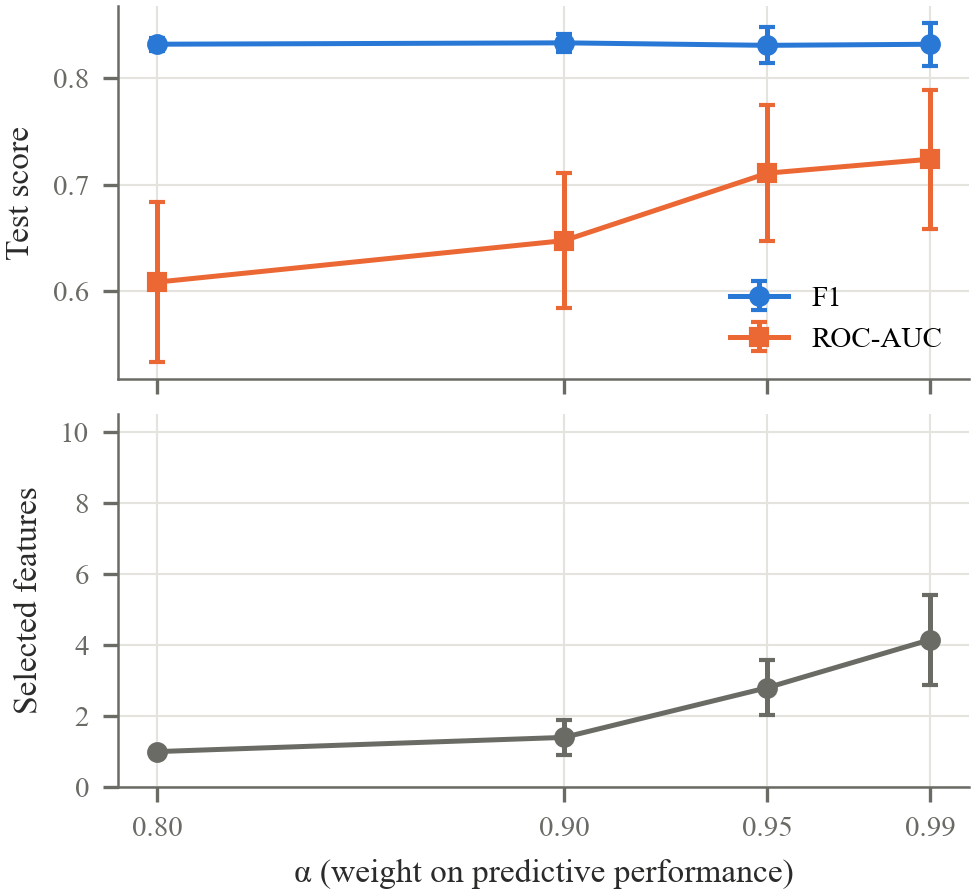 Test score
0.8
0.7
0.6
F1
ROC-AUC
Selected features
10
8
6
4
2
0
0.80 0.90 0.95 0.99
α (weight on predictive performance)